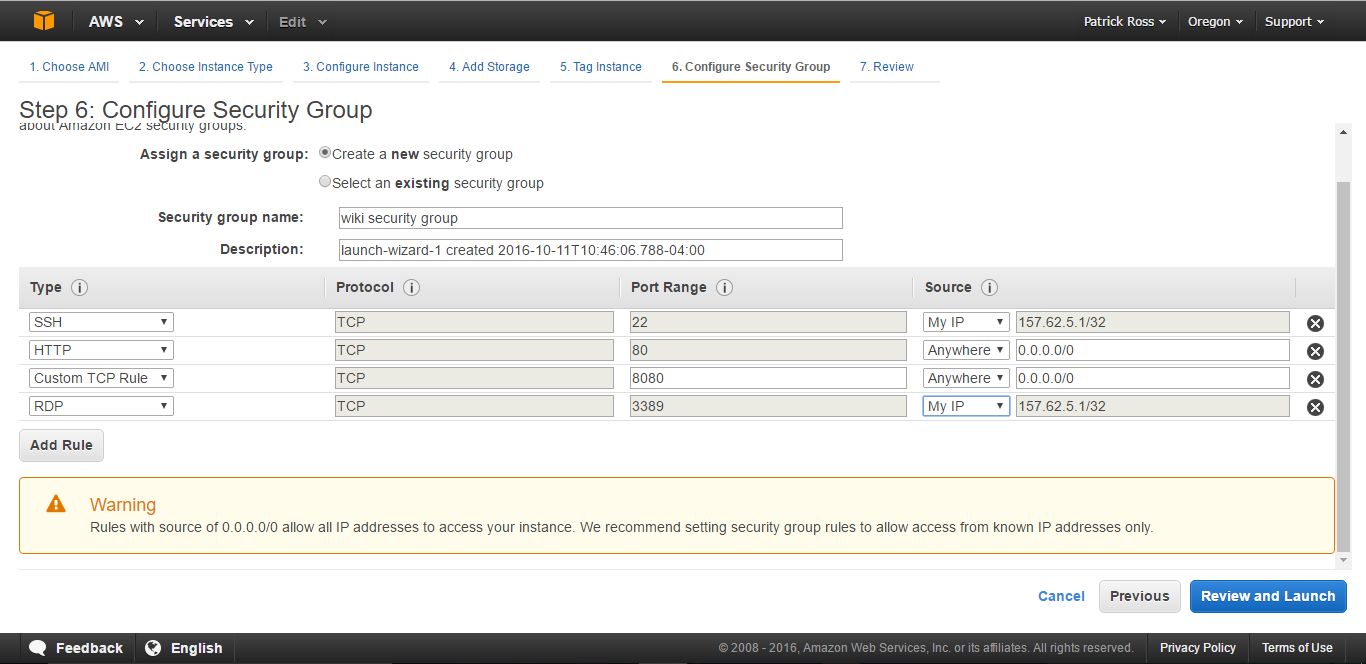 AWS Services Edit Patrick Ross Oregon Support
1. Choose AMI 2. Choose Instance Type 3. Configure Instance 4. Add Storage 5. Tag Instance 6. Configure Security Group 7. Review
Step 6: Configure Security Group
about Amazon EC2 security groups.
Assign a security group: Create a new security group
Select an existing security group
Security group name: wiki security group
Description: launch-wizard-1 created 2016-10-11T10:46:06.788-04:00
Type i Protocol i Port Range i Source i
SSH TCP 22 My IP 157.62.5.1/32
HTTP TCP 80 Anywhere 0.0.0.0/0
Custom TCP Rule TCP 8080 Anywhere 0.0.0.0/0
RDP TCP 3389 My IP 157.62.5.1/32
Add Rule
Warning
Rules with source of 0.0.0.0/0 allow all IP addresses to access your instance. We recommend setting security group rules to allow access from known IP addresses only.
Cancel Previous Review and Launch
Feedback English © 2008 - 2016, Amazon Web Services, Inc. or its affiliates. All rights reserved. Privacy Policy Terms of Use